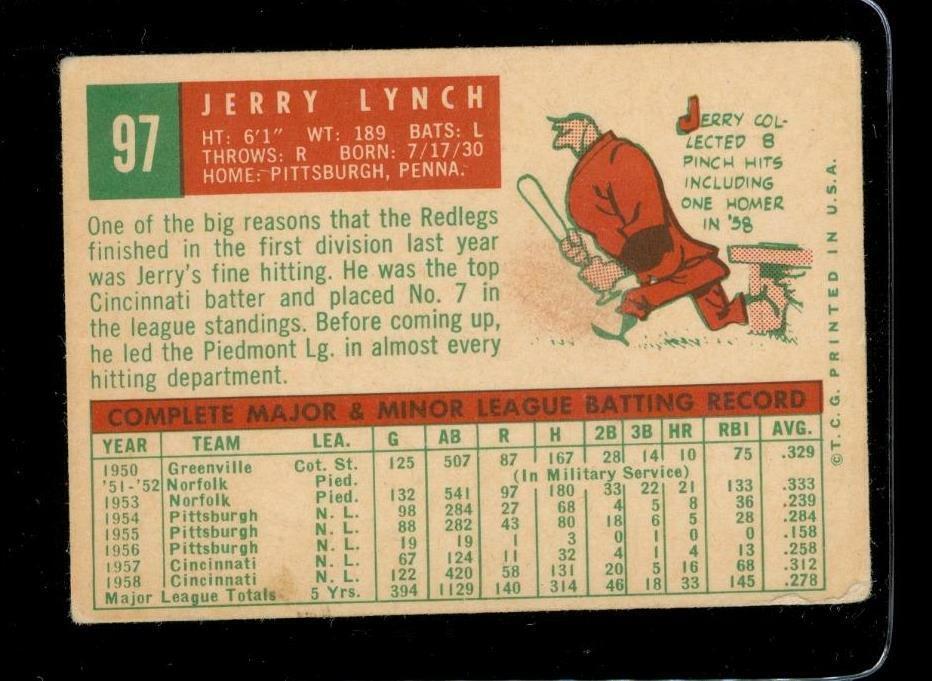 97
JERRY LYNCH
HT: 6'1" WT: 189 BATS: L
THROWS: R BORN: 7/17/30
HOME: PITTSBURGH, PENNA.
One of the big reasons that the Redlegs
finished in the first division last year
was Jerry's fine hitting. He was the top
Cincinnati batter and placed No. 7 in
the league standings. Before coming up,
he led the Piedmont Lg. in almost every
hitting department.
JERRY COL-
LECTED 8
PINCH HITS
INCLUDING
ONE HOMER
IN '58
©T. C. G. PRINTED IN U.S.A.
COMPLETE MAJOR & MINOR LEAGUE BATTING RECORD
YEAR TEAM LEA. G AB R H 2B 3B HR RBI AVG.
1950 Greenville Cot. St. 125 507 87 167 28 14 10 75 .329
'51-'52 Norfolk Pied. (In Military Service)
1953 Norfolk Pied. 132 541 97 180 33 22 21 133 .333
1954 Pittsburgh N. L. 98 284 27 68 4 5 8 36 .239
1955 Pittsburgh N. L. 88 282 43 80 18 6 5 28 .284
1956 Pittsburgh N. L. 19 19 1 3 0 1 0 0 .158
1957 Cincinnati N. L. 67 124 11 32 4 1 4 13 .258
1958 Cincinnati N. L. 122 420 58 131 20 5 16 68 .312
Major League Totals 5 Yrs. 394 1129 140 314 46 18 33 145 .278